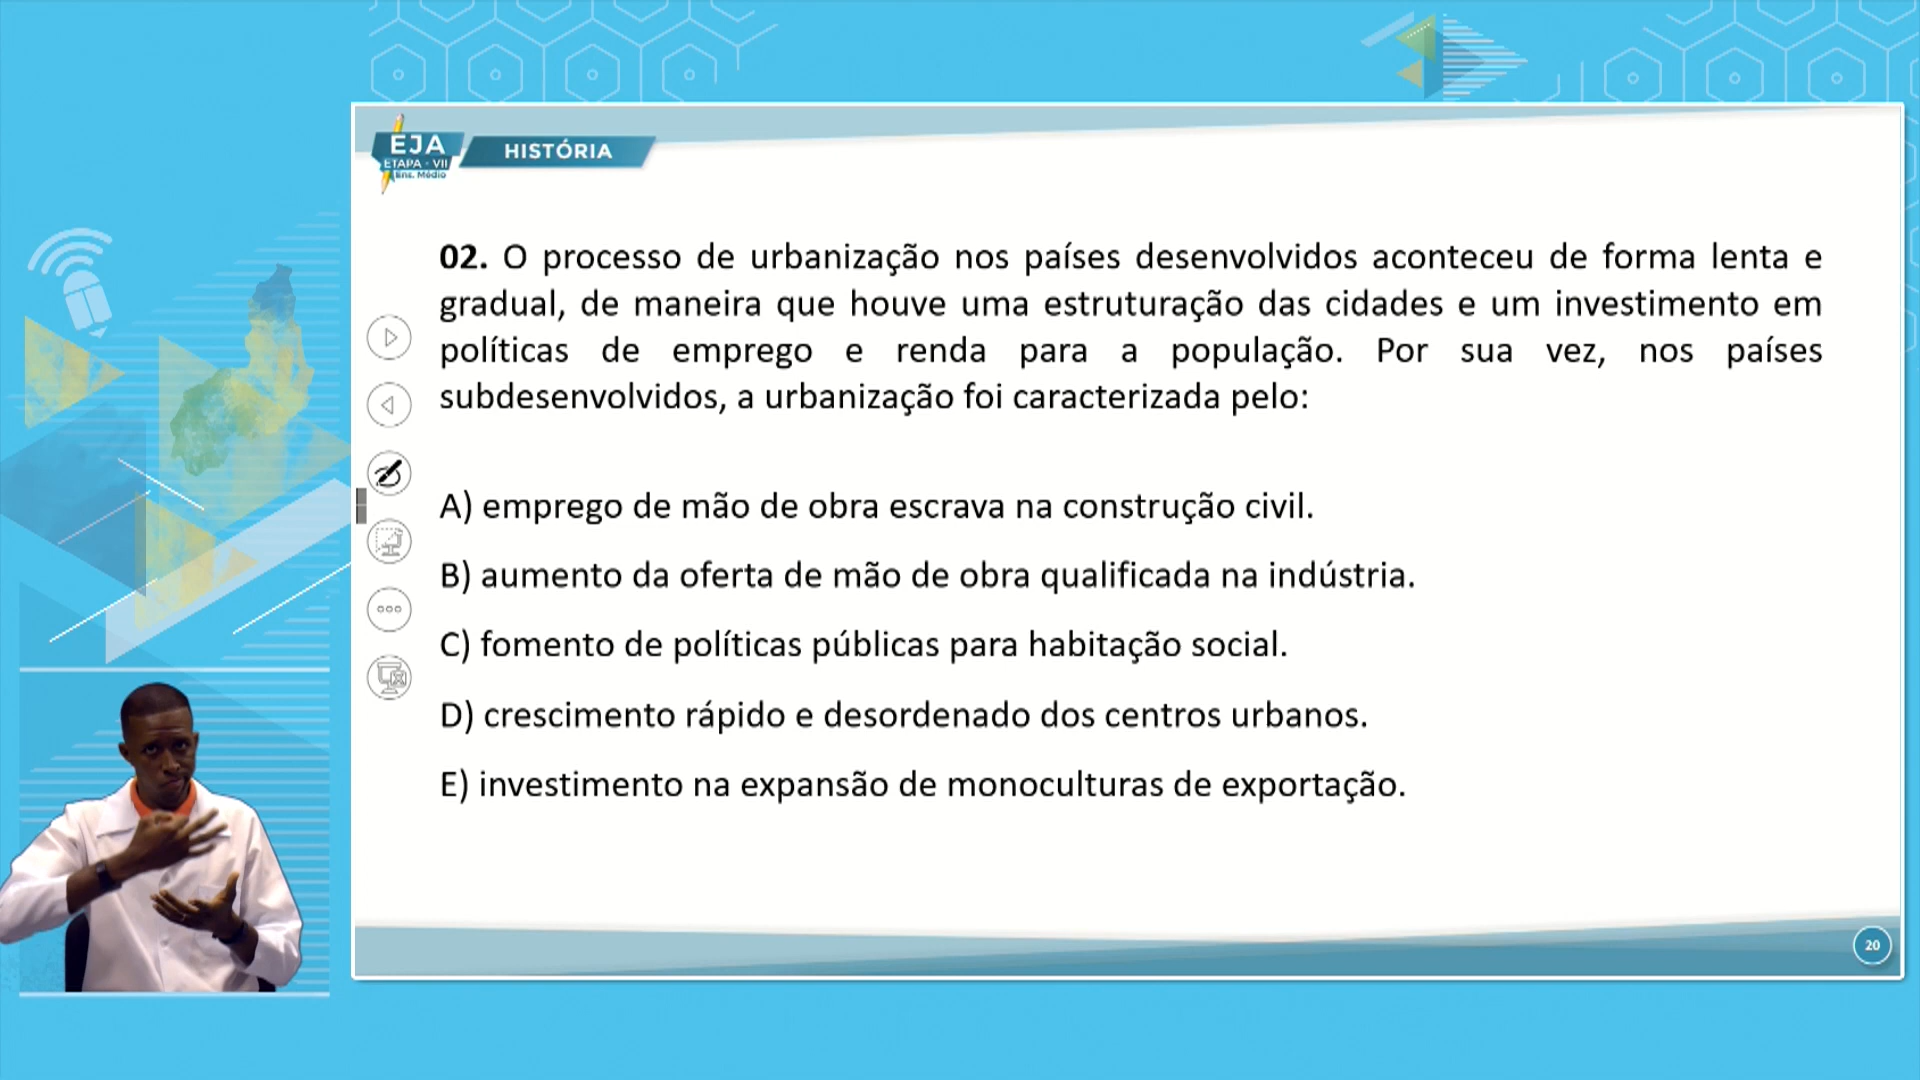 EJA
ETAPA - VII
Ens. Médio
HISTÓRIA
02. O processo de urbanização nos países desenvolvidos aconteceu de forma lenta e
gradual, de maneira que houve uma estruturação das cidades e um investimento em
políticas de emprego e renda para a população. Por sua vez, nos países
subdesenvolvidos, a urbanização foi caracterizada pelo:
A) emprego de mão de obra escrava na construção civil.
B) aumento da oferta de mão de obra qualificada na indústria.
C) fomento de políticas públicas para habitação social.
D) crescimento rápido e desordenado dos centros urbanos.
E) investimento na expansão de monoculturas de exportação.
20